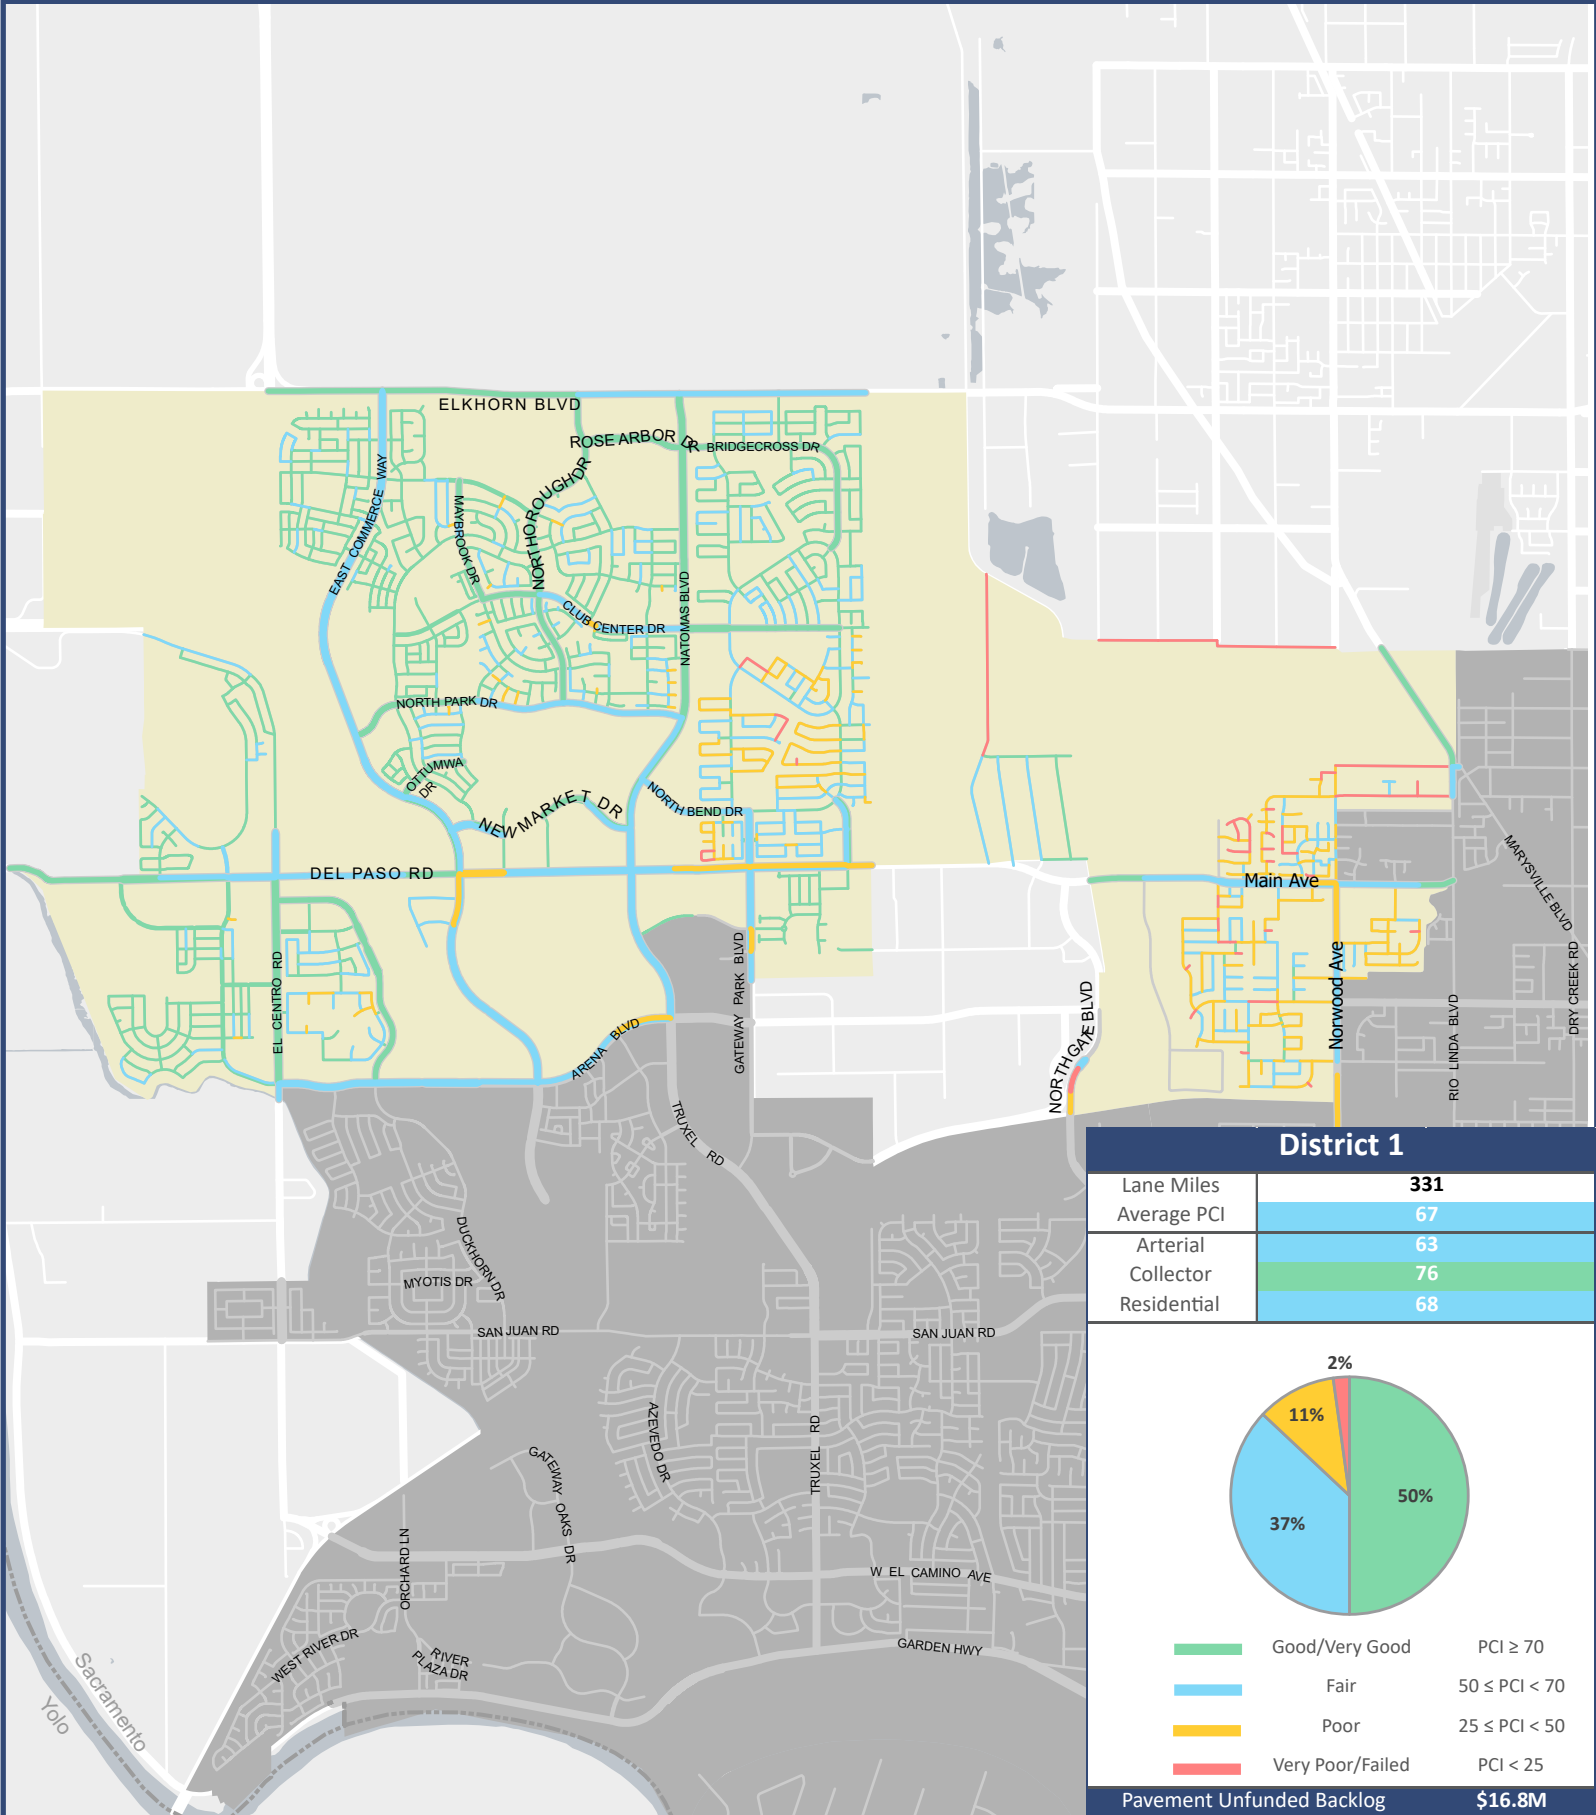 ELKHORN BLVD
ROSE ARBOR DR
BRIDGECROSS DR
EAST COMMERCE WAY
MAYBROOK DR
NORTHBOROUGH DR
CLUB CENTER DR
NATOMAS BLVD
NORTH PARK DR
OTTUMWA
DR
NEWMARKET DR
NORTH BEND DR
DEL PASO RD
Main Ave
MARYSVILLE BLVD
EL CENTRO RD
ARENA BLVD
GATEWAY PARK BLVD
NORTHGATE BLVD
Norwood Ave
RIO LINDA BLVD
DRY CREEK RD
TRUXEL RD
DUCKHORN DR
MYOTIS DR
SAN JUAN RD
SAN JUAN RD
AZEVEDO DR
TRUXEL RD
GATEWAY OAKS DR
ORCHARD LN
W EL CAMINO AVE
WEST RIVER DR
RIVER
PLAZA DR
GARDEN HWY
Sacramento
Yolo
District 1
Lane Miles 331
Average PCI 67
Arterial 63
Collector 76
Residential 68
2%
11%
50%
37%
Good/Very Good PCI ≥ 70
Fair 50 ≤ PCI < 70
Poor 25 ≤ PCI < 50
Very Poor/Failed PCI < 25
Pavement Unfunded Backlog $16.8M